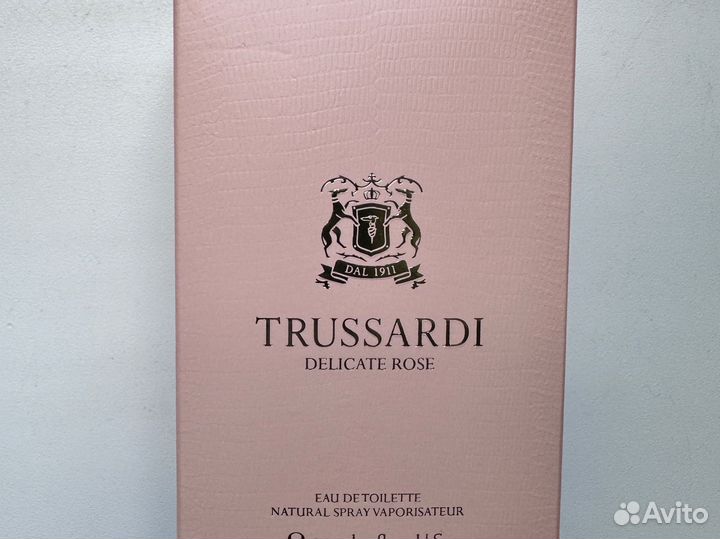 DAL 1911
TRUSSARDI
DELICATE ROSE
EAU DE TOILETTE
NATURAL SPRAY VAPORISATEUR
Avito